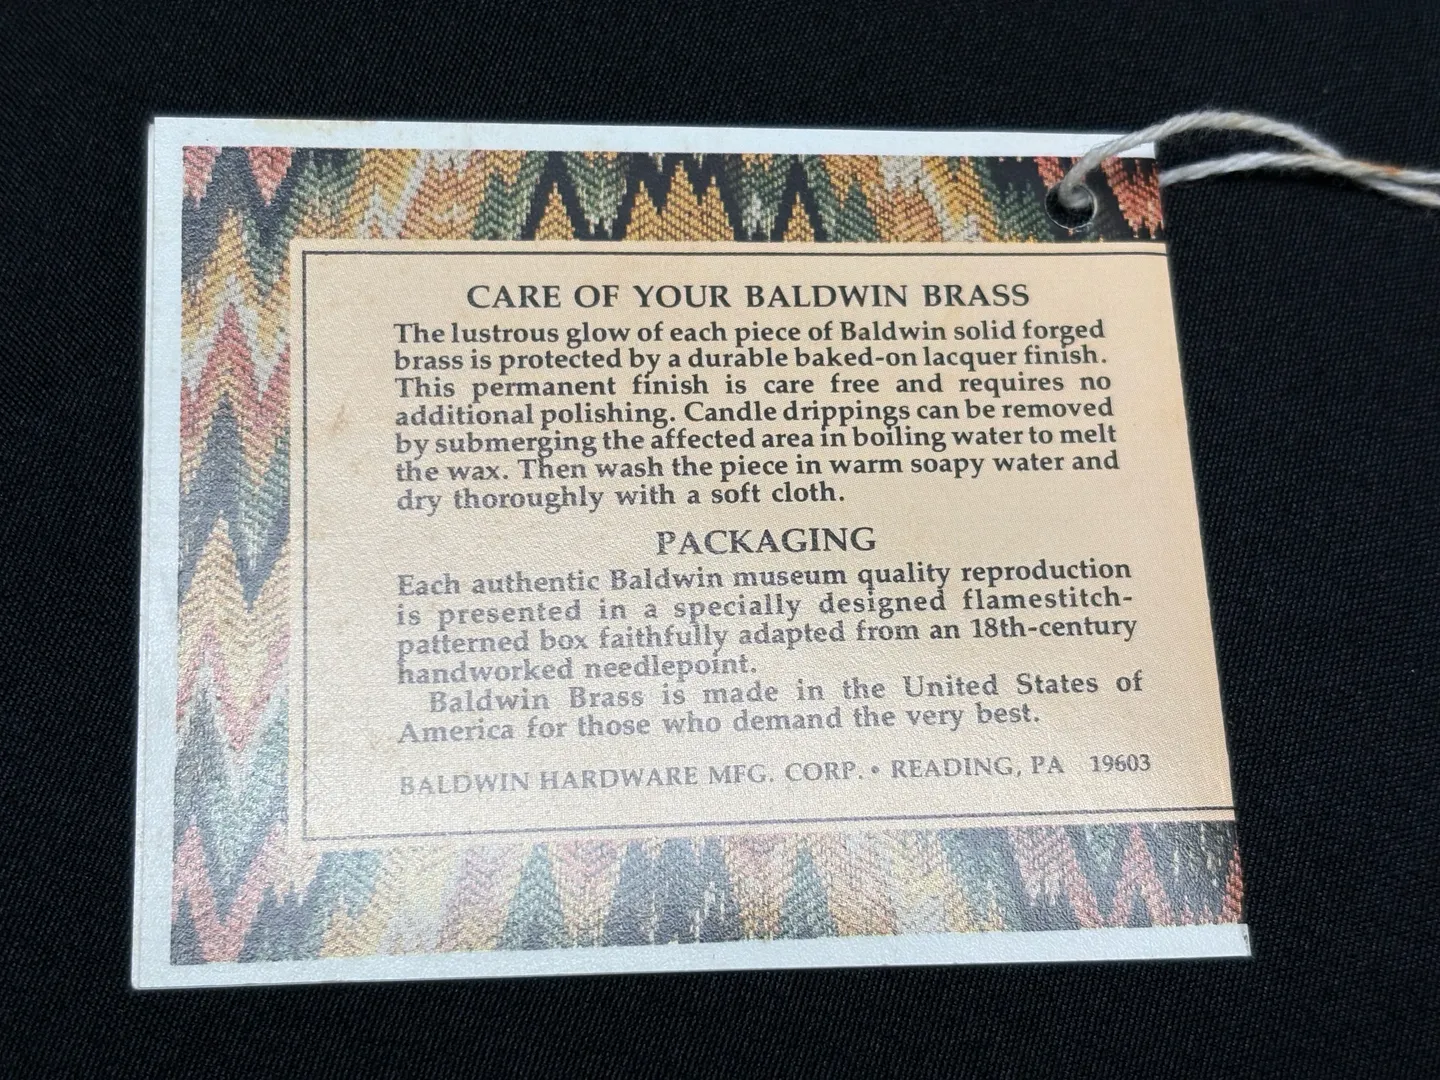 CARE OF YOUR BALDWIN BRASS
The lustrous glow of each piece of Baldwin solid forged
brass is protected by a durable baked-on lacquer finish.
This permanent finish is care free and requires no
additional polishing. Candle drippings can be removed
by submerging the affected area in boiling water to melt
the wax. Then wash the piece in warm soapy water and
dry thoroughly with a soft cloth.
PACKAGING
Each authentic Baldwin museum quality reproduction
is presented in a specially designed flamestitch-
patterned box faithfully adapted from an 18th-century
handworked needlepoint.
Baldwin Brass is made in the United States of
America for those who demand the very best.
BALDWIN HARDWARE MFG. CORP. • READING, PA 19603